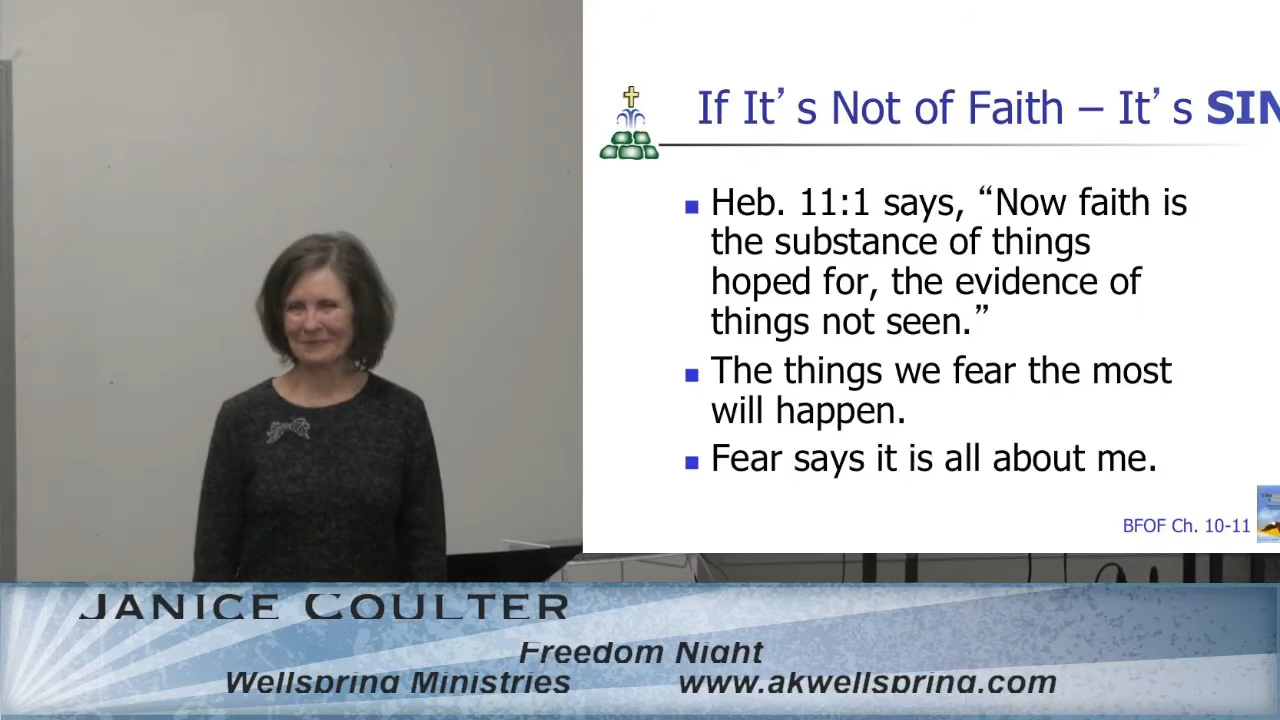 If It's Not of Faith – It's SIN
■ Heb. 11:1 says, “Now faith is
the substance of things
hoped for, the evidence of
things not seen.”
■ The things we fear the most
will happen.
■ Fear says it is all about me.
BFOF Ch. 10-11
JANICE COULTER
Freedom Night
Wellspring Ministries www.akwellspring.com